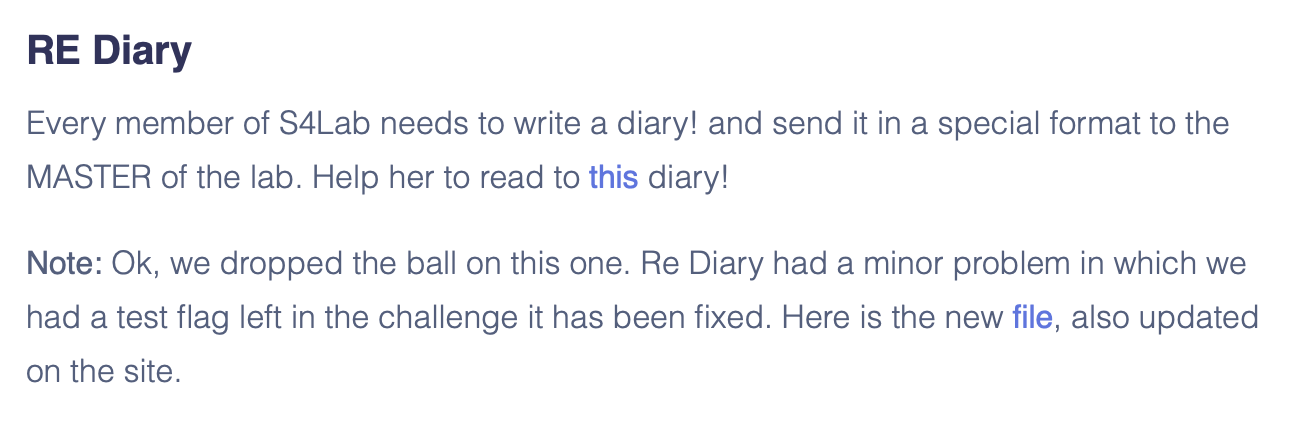 RE Diary
Every member of S4Lab needs to write a diary! and send it in a special format to the
MASTER of the lab. Help her to read to this diary!
Note: Ok, we dropped the ball on this one. Re Diary had a minor problem in which we
had a test flag left in the challenge it has been fixed. Here is the new file, also updated
on the site.